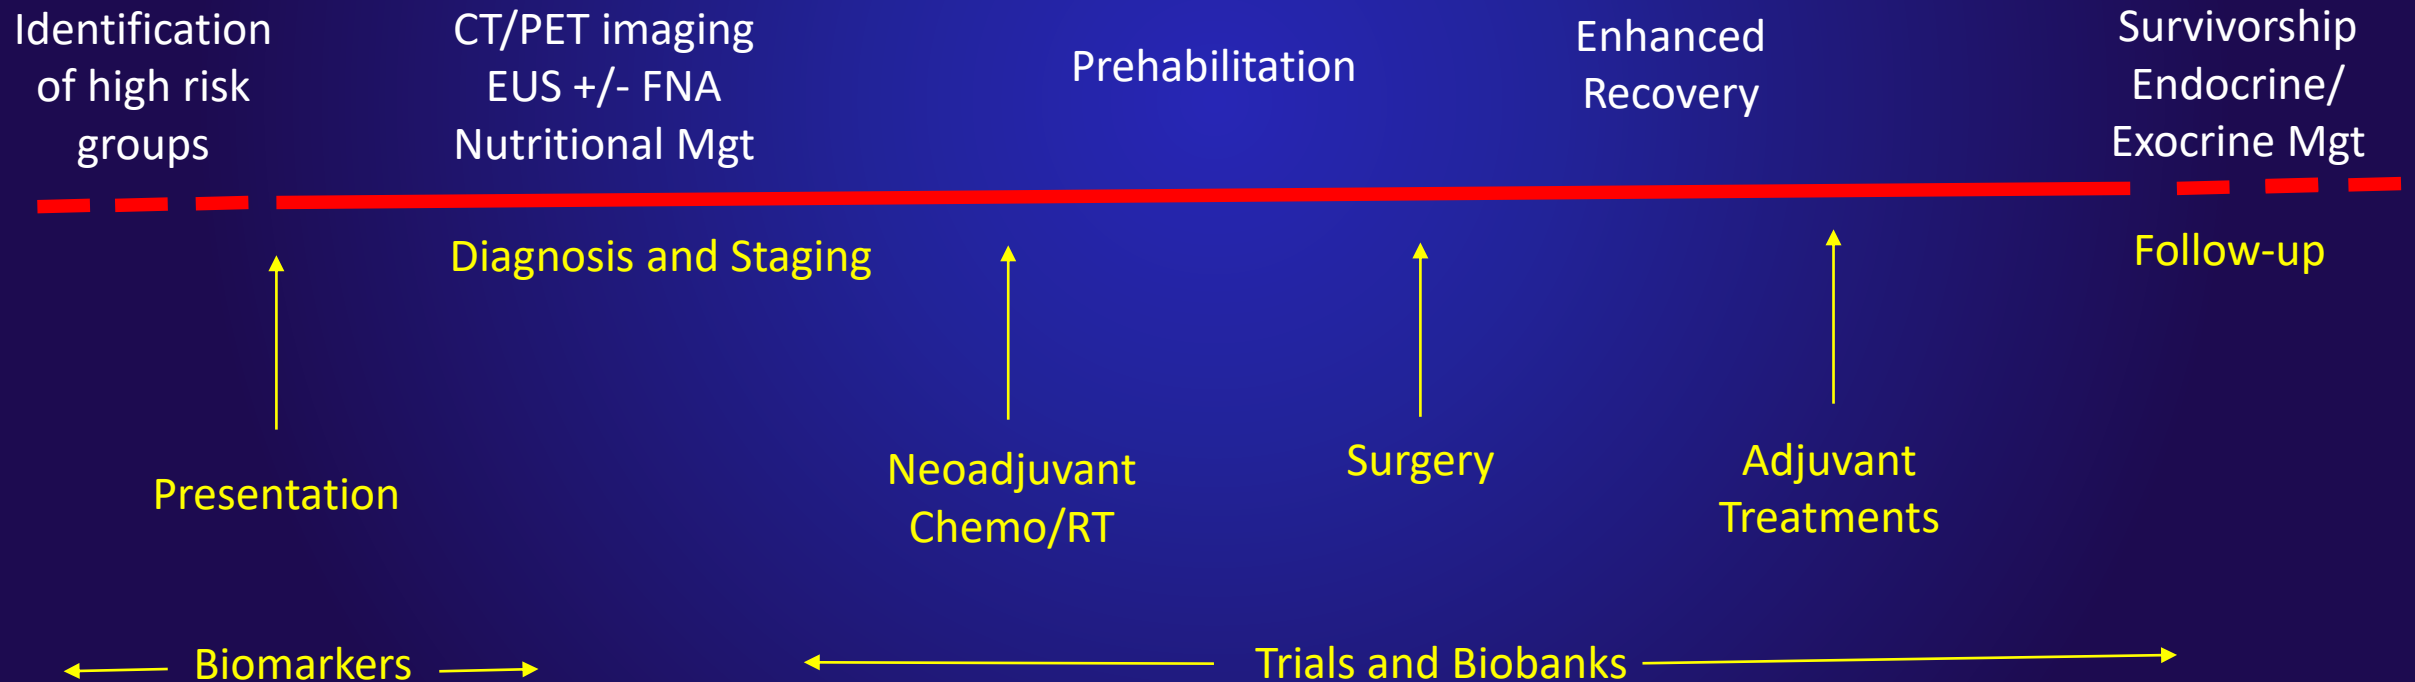 Identification
of high risk
groups
CT/PET imaging
EUS +/- FNA
Nutritional Mgt
Prehabilitation
Enhanced
Recovery
Survivorship
Endocrine/
Exocrine Mgt
Diagnosis and Staging
Follow-up
Presentation
Neoadjuvant
Chemo/RT
Surgery
Adjuvant
Treatments
Biomarkers
Trials and Biobanks